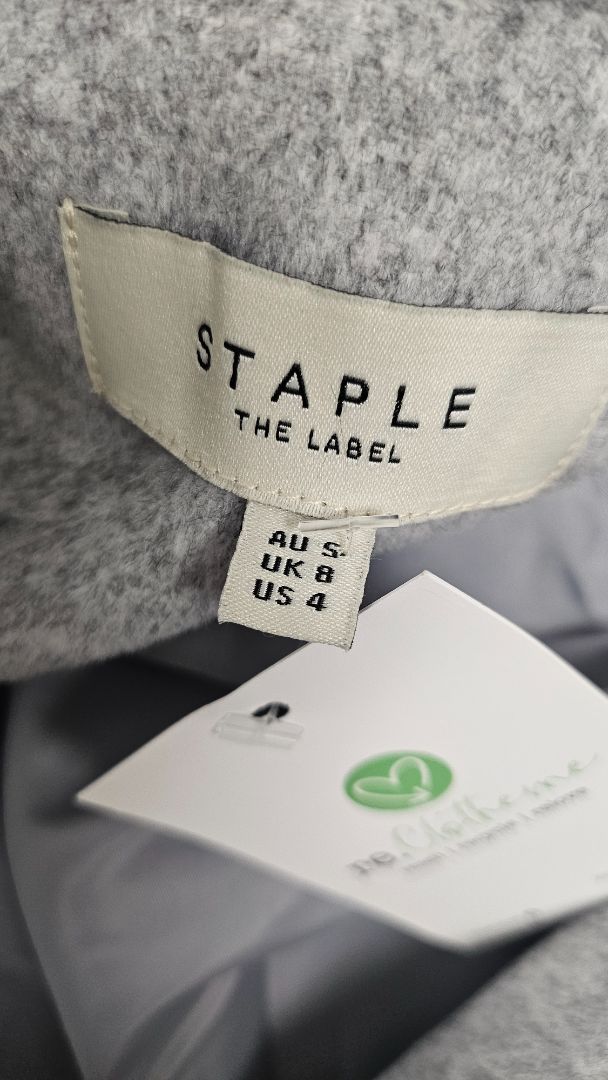 STAPLE
THE LABEL
AU S
UK 8
US 4
re.Clothe me